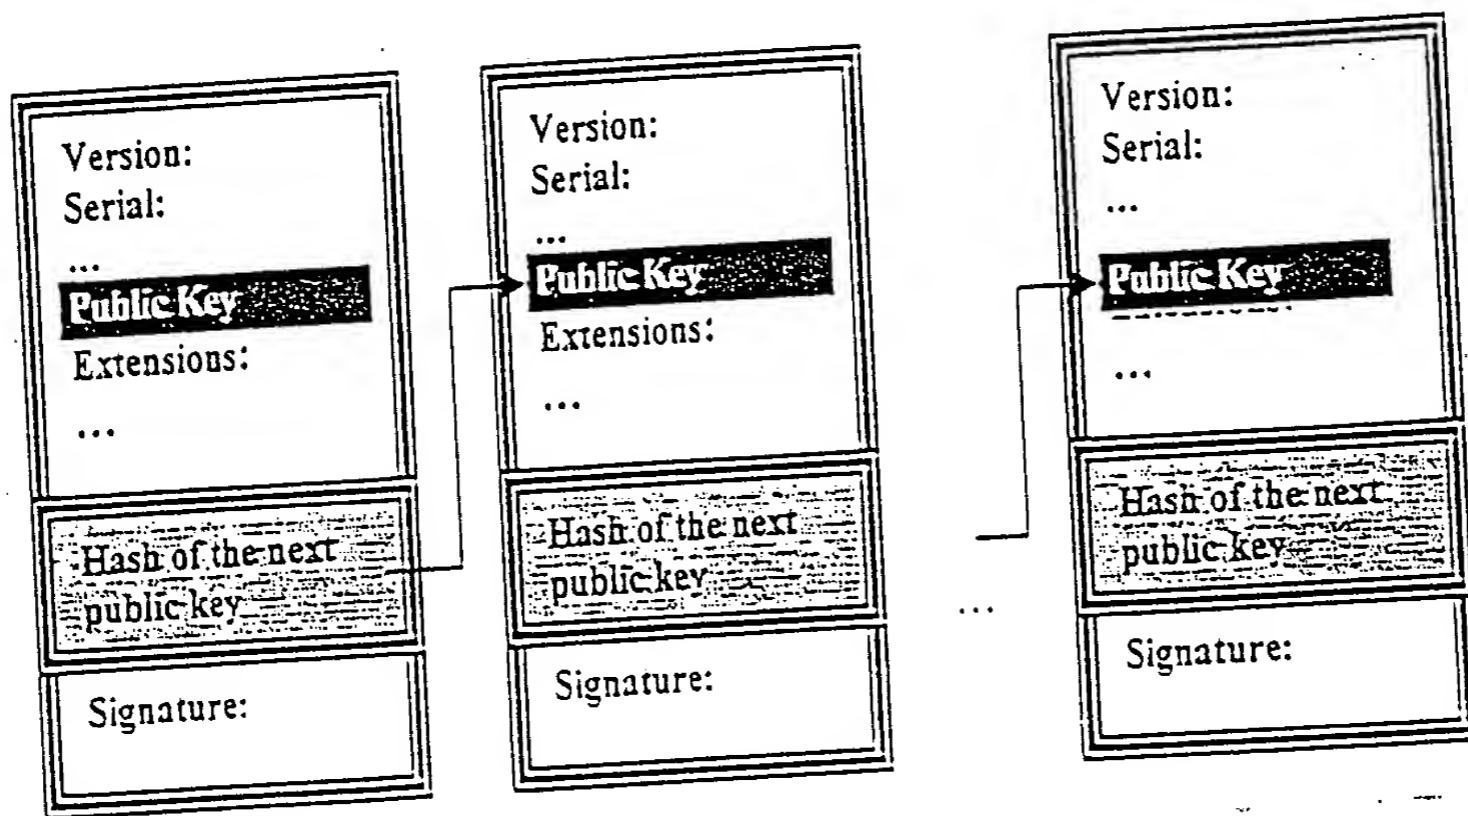 Version:
Serial:
...
Public Key
Extensions:
...
Hash of the next
public key
Signature:
Version:
Serial:
...
Public Key
Extensions:
...
Hash of the next
public key
Signature:
...
Version:
Serial:
...
Public Key
...
Hash of the next
public key
Signature: